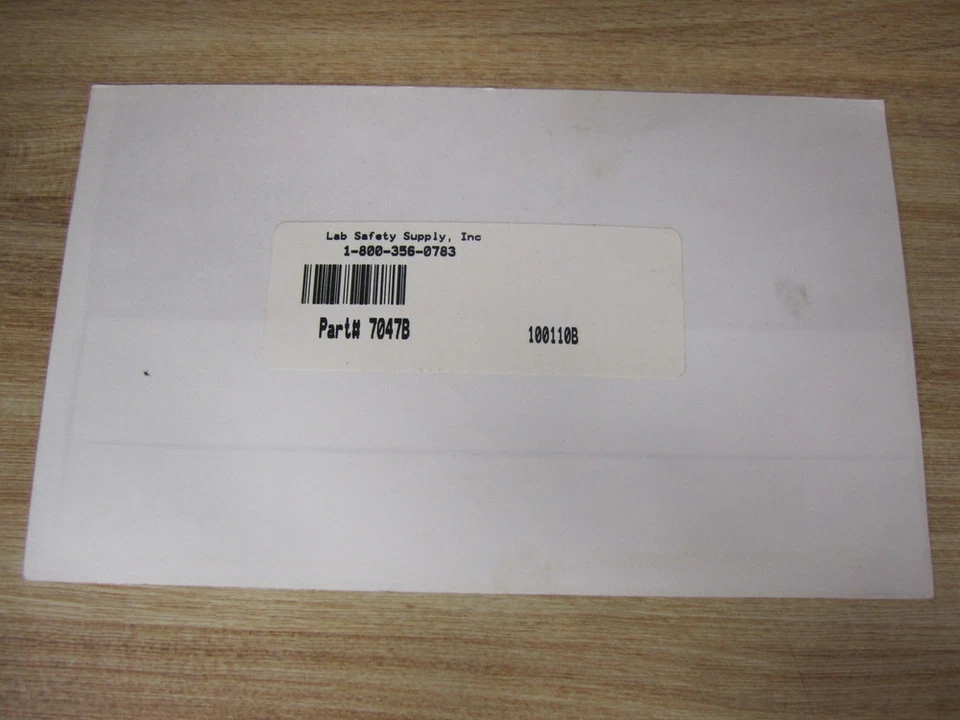 Lab Safety Supply, Inc
1-800-356-0783
Part# 7047B 100110B